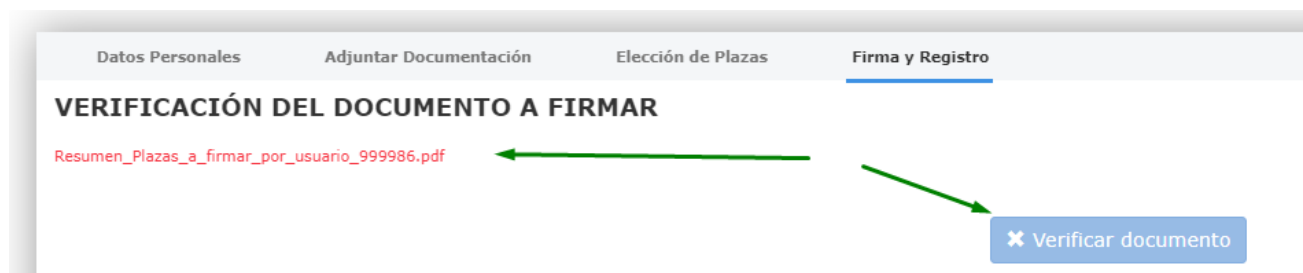 Datos Personales Adjuntar Documentación Elección de Plazas Firma y Registro
VERIFICACIÓN DEL DOCUMENTO A FIRMAR
Resumen_Plazas_a_firmar_por_usuario_999986.pdf
✖ Verificar documento